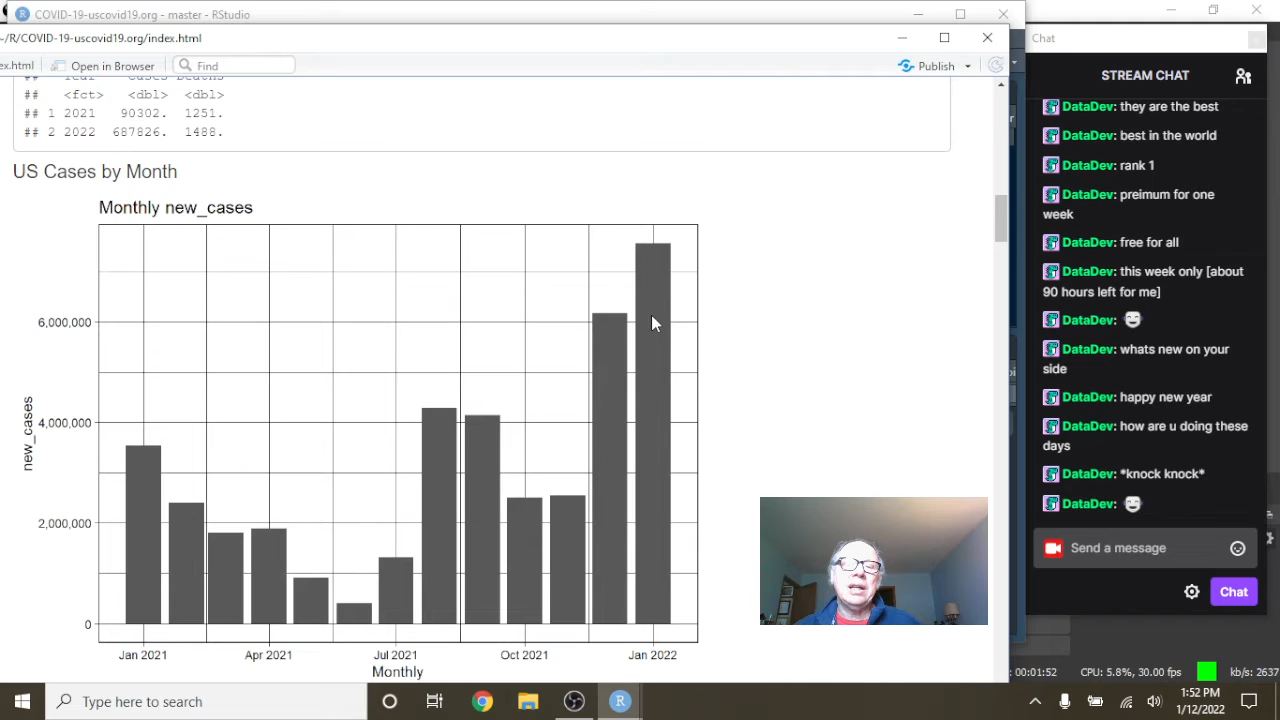 COVID-19-uscovid19.org - master - RStudio
~/R/COVID-19-uscovid19.org/index.html
ex.html
Open in Browser
Find
Publish
## Year Cases Deaths
## <fct> <dbl> <dbl>
## 1 2021 90302. 1251.
## 2 2022 687826. 1488.
US Cases by Month
Monthly new_cases
6,000,000
4,000,000
2,000,000
0
new_cases
Jan 2021
Apr 2021
Jul 2021
Oct 2021
Jan 2022
Monthly
Chat
STREAM CHAT
DataDev: they are the best
DataDev: best in the world
DataDev: rank 1
DataDev: preimum for one
week
DataDev: free for all
DataDev: this week only [about
90 hours left for me]
DataDev:
DataDev: whats new on your
side
DataDev: happy new year
DataDev: how are u doing these
days
DataDev: *knock knock*
DataDev:
Send a message
Chat
: 00:01:52
CPU: 5.8%, 30.00 fps
kb/s: 2637
Type here to search
1:52 PM
1/12/2022